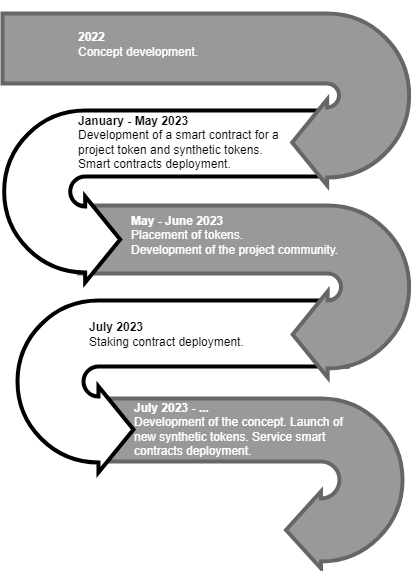 2022
Concept development.
January - May 2023
Development of a smart contract for a
project token and synthetic tokens.
Smart contracts deployment.
May - June 2023
Placement of tokens.
Development of the project community.
July 2023
Staking contract deployment.
July 2023 - ...
Development of the concept. Launch of
new synthetic tokens. Service smart
contracts deployment.